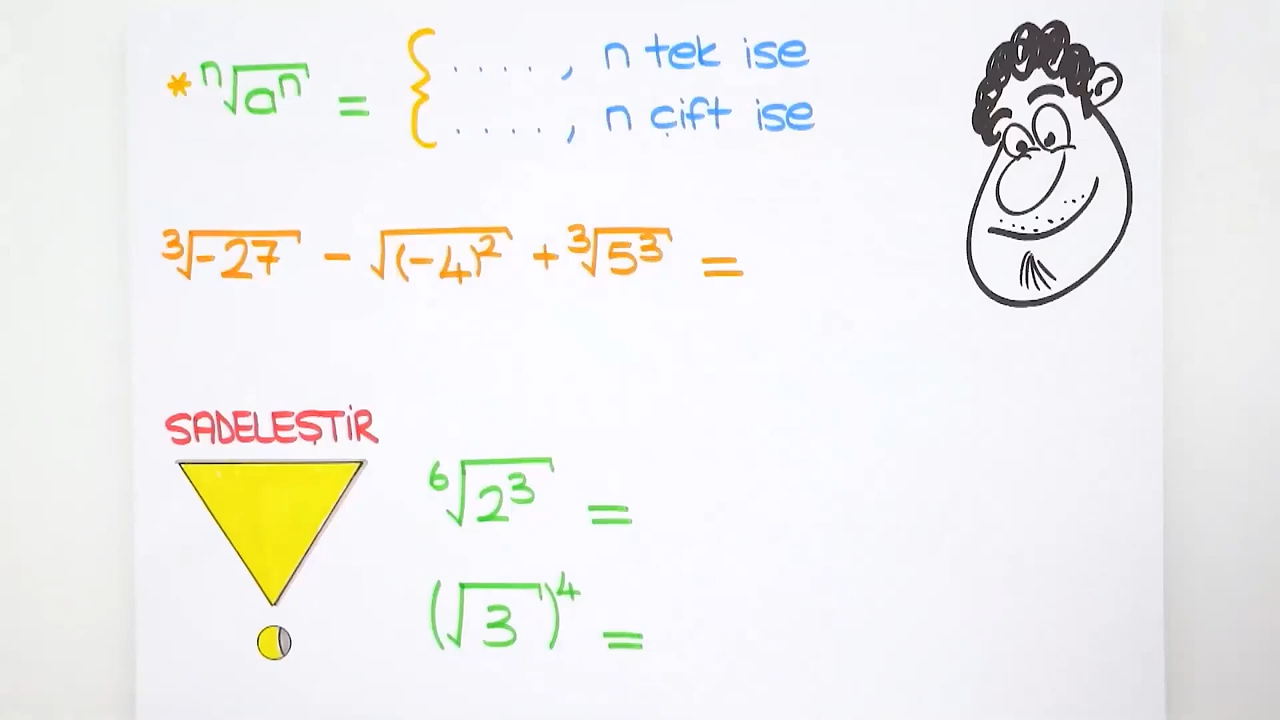 * ⁿ√aⁿ = { ...., n tek ise
...., n çift ise
³√-27 - √(-4)² + ³√5³ =
SADELEŞTİR
⁶√2³ =
(√3)⁴ =